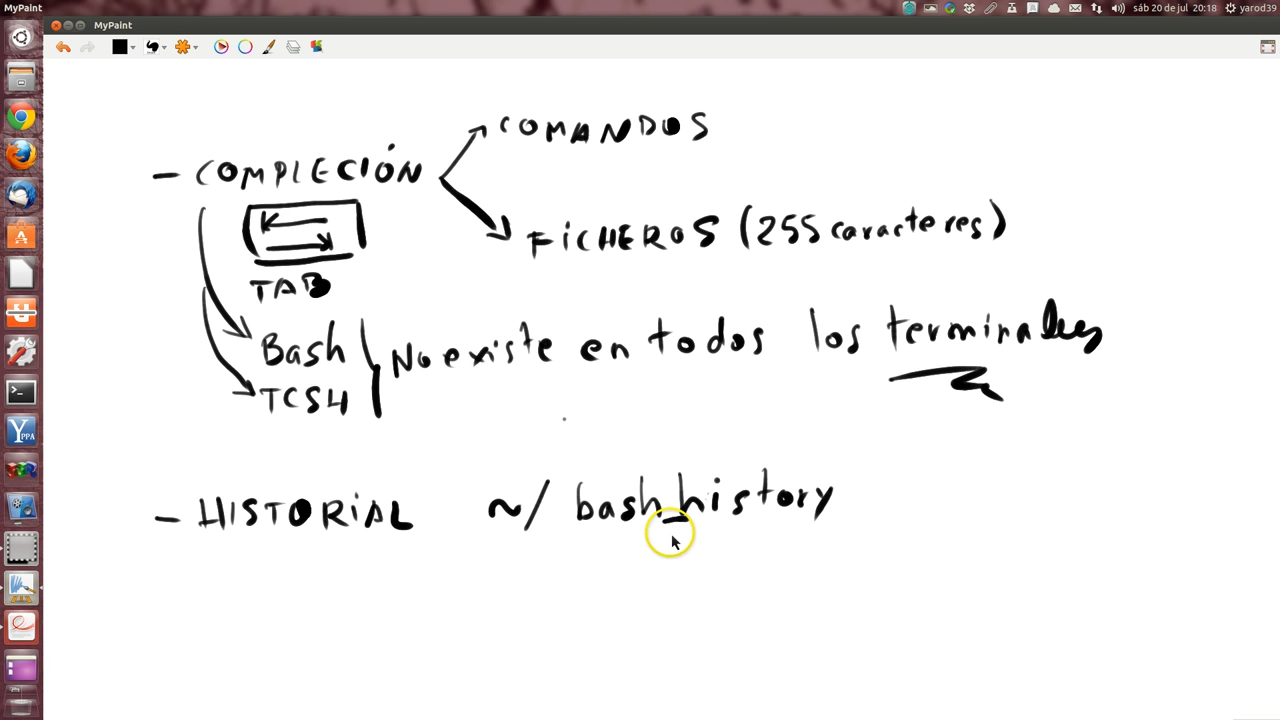 MyPaint
sáb 20 de jul 20:18 yarod39
MyPaint
COMANDOS
- COMPLECIÓN
FICHEROS (255 caracteres)
TAB
Bash
No existe en todos los terminales
TCSH
- HISTORIAL ~/ bash_history
YPPA